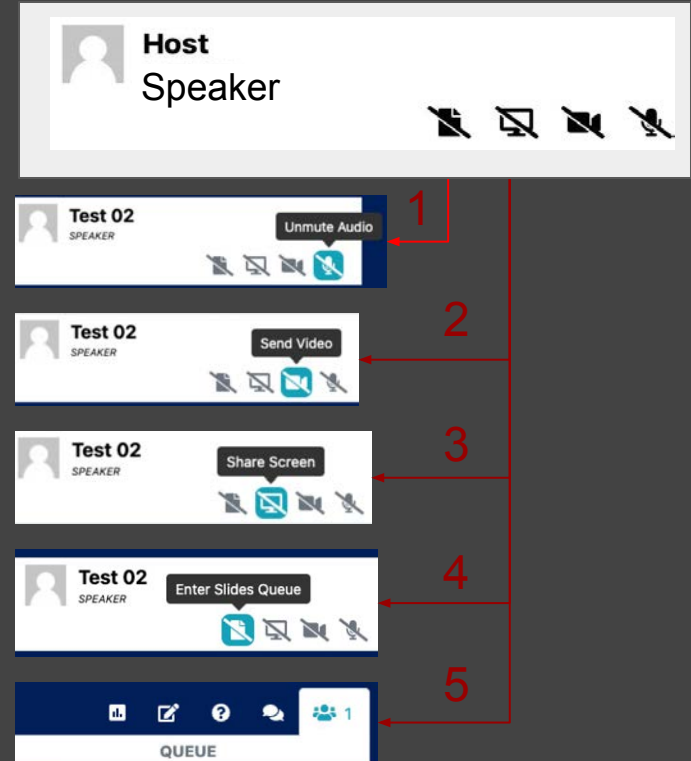 Host
Speaker
1
Test 02
SPEAKER
Unmute Audio
2
Test 02
SPEAKER
Send Video
3
Test 02
SPEAKER
Share Screen
4
Test 02
SPEAKER
Enter Slides Queue
5
?
1
QUEUE